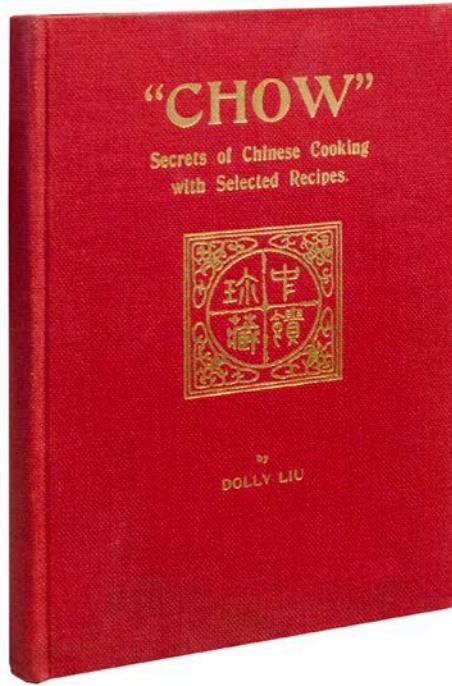 “CHOW”
Secrets of Chinese Cooking
with Selected Recipes.
中饋
珍藏
by
DOLLY LIU